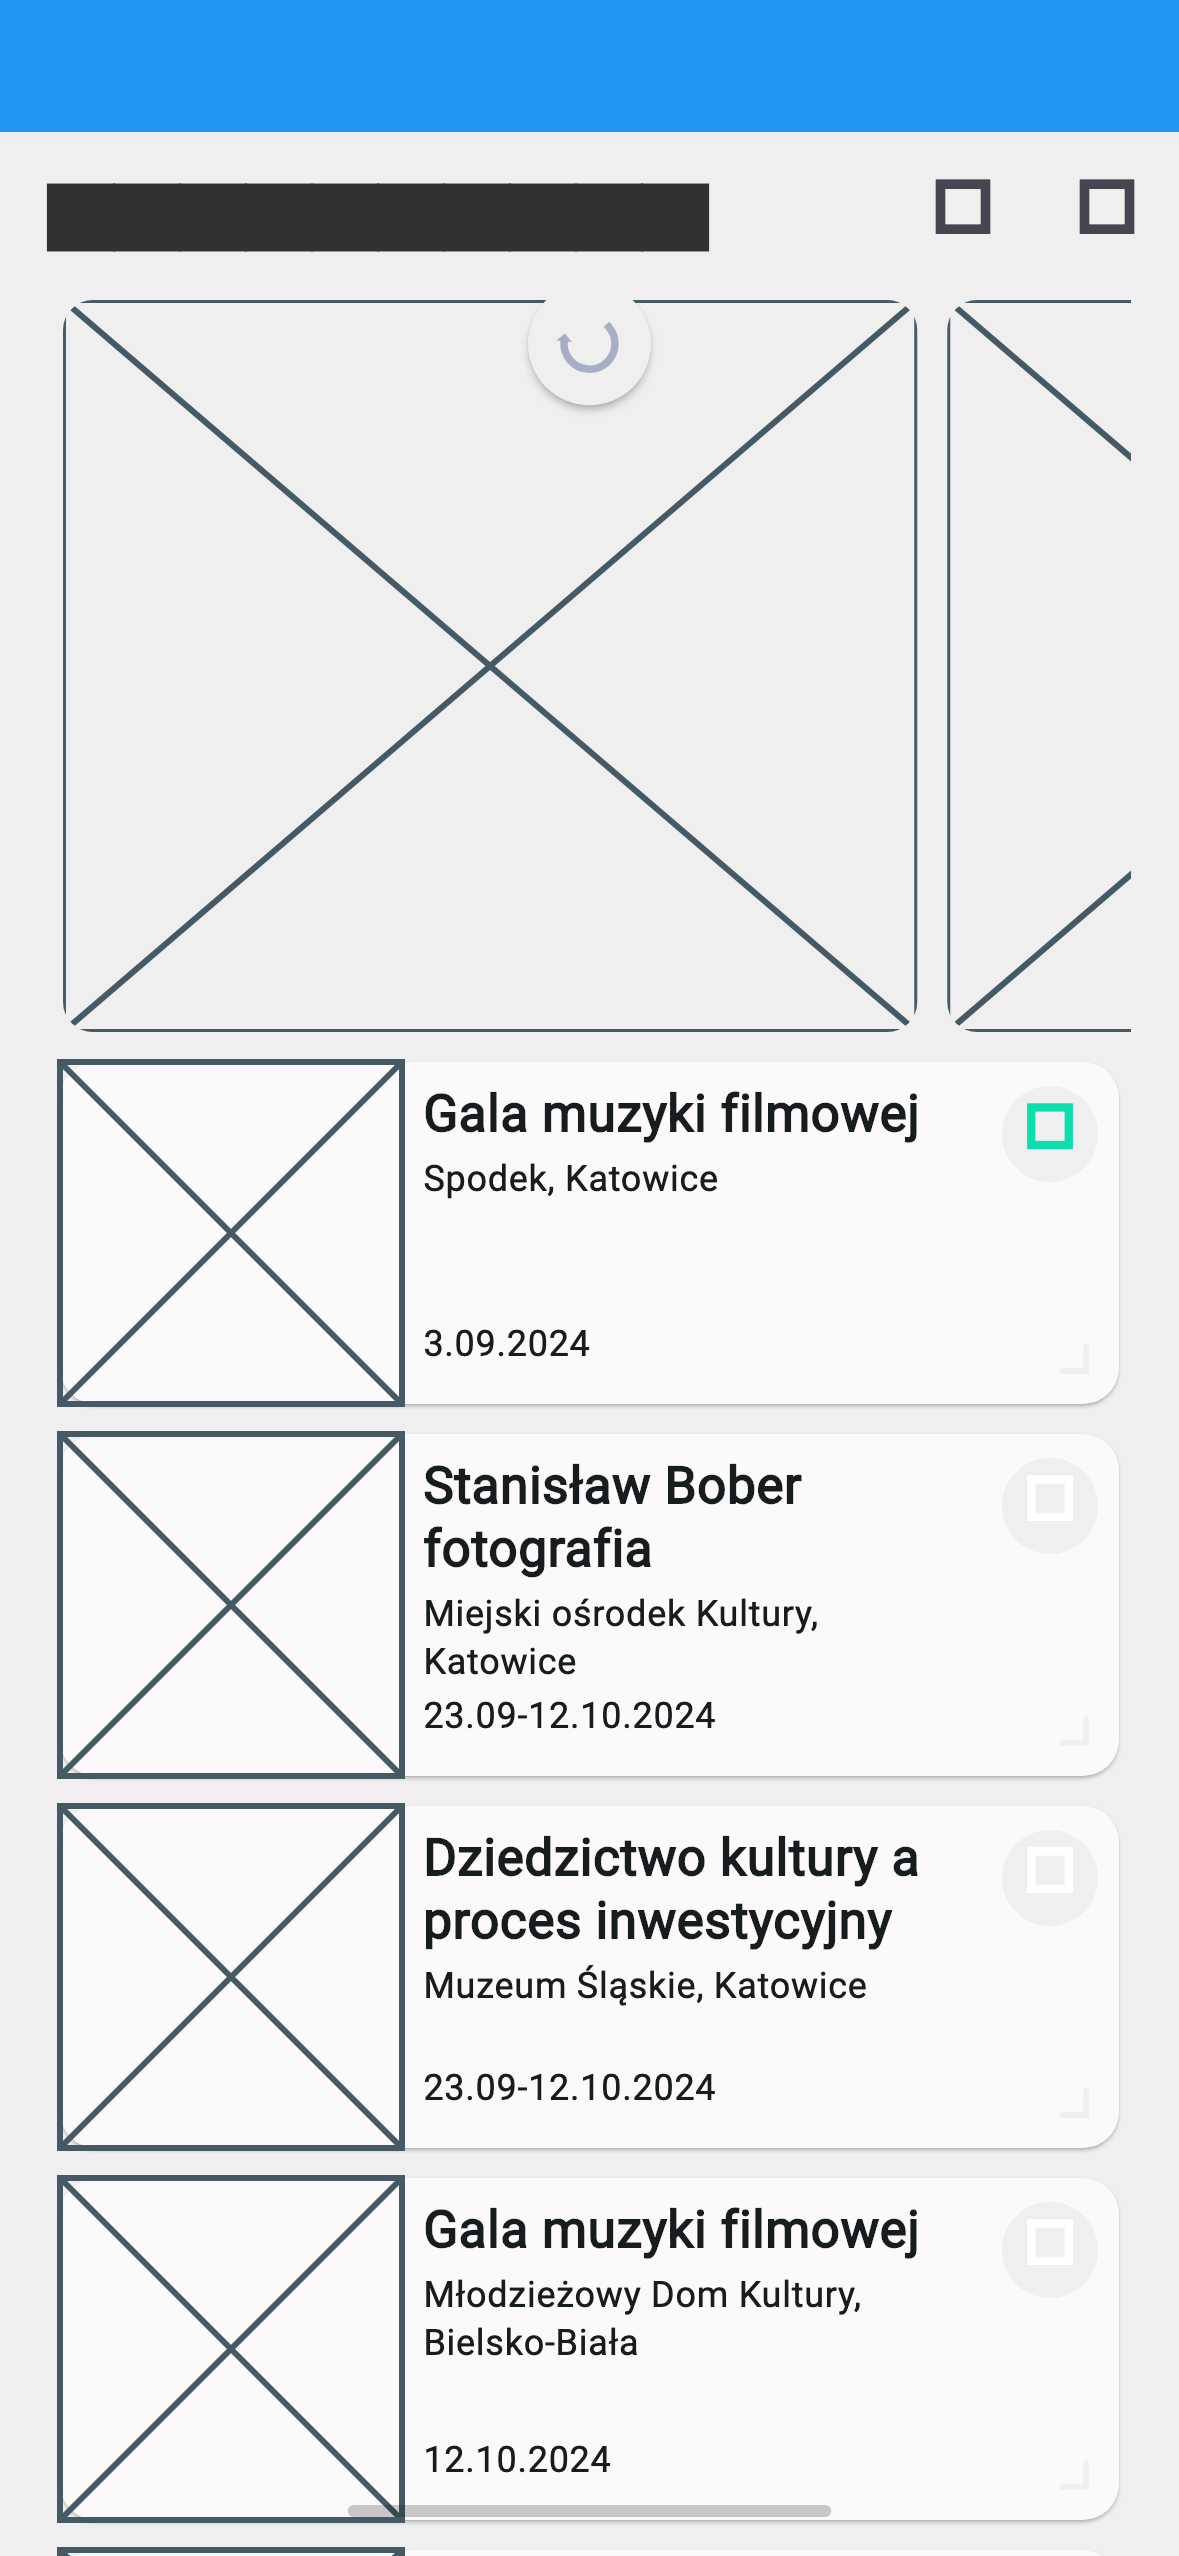 Gala muzyki filmowej
Spodek, Katowice
3.09.2024
Stanisław Bober
fotografia
Miejski ośrodek Kultury,
Katowice
23.09-12.10.2024
Dziedzictwo kultury a
proces inwestycyjny
Muzeum Śląskie, Katowice
23.09-12.10.2024
Gala muzyki filmowej
Młodzieżowy Dom Kultury,
Bielsko-Biała
12.10.2024